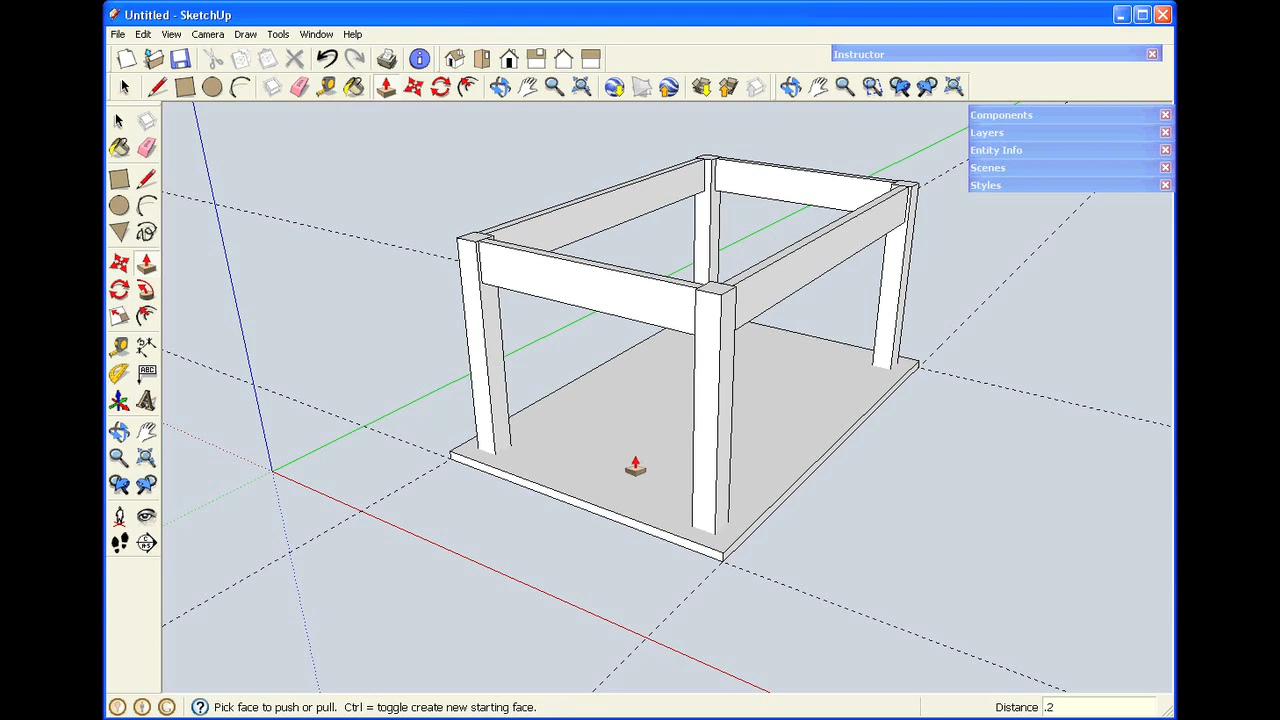 Untitled - SketchUp
File Edit View Camera Draw Tools Window Help
Instructor
Components
Layers
Entity Info
Scenes
Styles
ABC
Pick face to push or pull. Ctrl = toggle create new starting face.
Distance .2